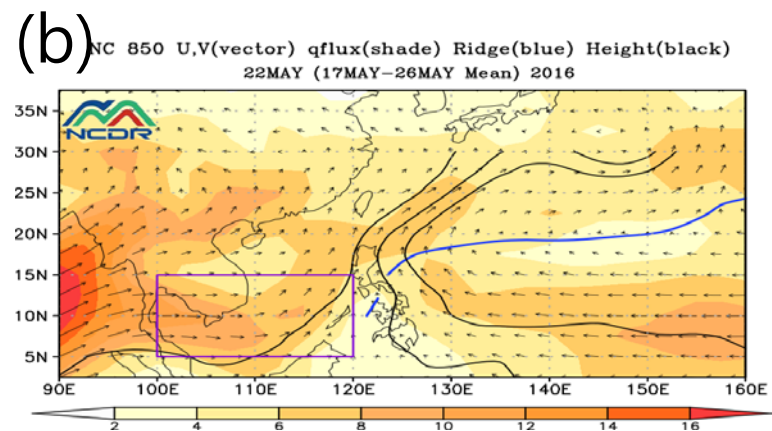 (b)
NC 850 U,V(vector) qflux(shade) Ridge(blue) Height(black)
22MAY (17MAY−26MAY Mean) 2016
NCDR
35N
30N
25N
20N
15N
10N
5N
90E 100E 110E 120E 130E 140E 150E 160E
2 4 6 8 10 12 14 16